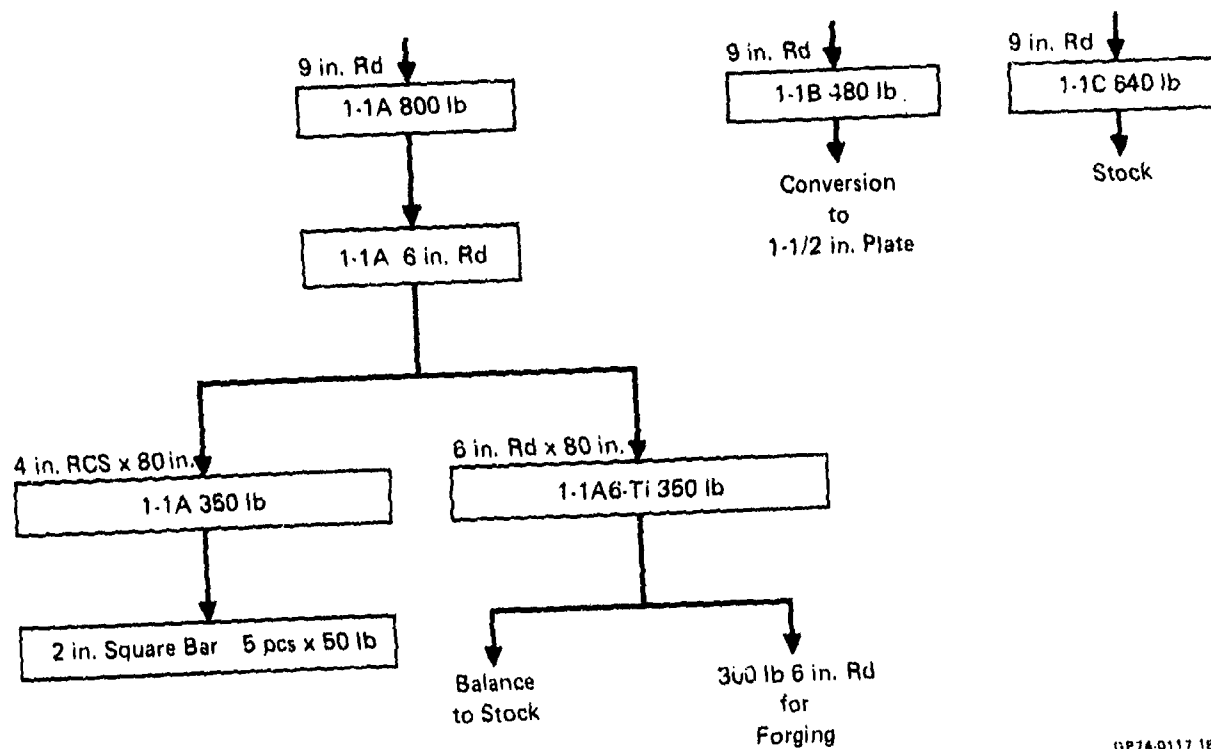 9 in. Rd
1-1A 800 lb
9 in. Rd
1-1B 480 lb
9 in. Rd
1-1C 640 lb
Conversion
to
1-1/2 in. Plate
Stock
1-1A 6 in. Rd
4 in. RCS x 80 in.
1-1A 350 lb
6 in. Rd x 80 in.
1-1A6-Ti 350 lb
2 in. Square Bar 5 pcs x 50 lb
Balance
to Stock
300 lb 6 in. Rd
for
Forging